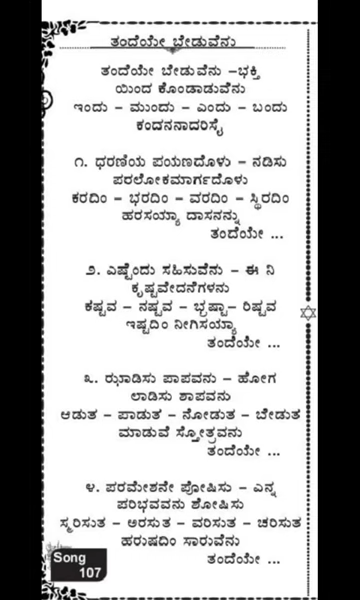 ತಂದೆಯೇ ಬೇಡುವೆನು
ತಂದೆಯೇ ಬೇಡುವೆನು –ಭಕ್ತಿ
ಯಿಂದ ಕೊಂಡಾಡುವೆನು
ಇಂದು – ಮುಂದು – ಎಂದು – ಬಂದು
ಕಂದನನಾದರಿಸೈ
೧. ಧರಣಿಯ ಪಯಣದೊಳು – ನಡಿಸು
ಪರಲೋಕಮಾರ್ಗದೊಳು
ಕರದಿಂ – ಭರದಿಂ – ವರದಿಂ – ಸ್ಥಿರದಿಂ
ಹರಸಯ್ಯಾ ದಾಸನನ್ನು
ತಂದೆಯೇ ...
೨. ಎಷ್ಟೆಂದು ಸಹಿಸುವೆನು – ಈ ನಿ
ಕೃಷ್ಟವೇದನೆಗಳನು
ಕಷ್ಟವ – ನಷ್ಟವ – ಭ್ರಷ್ಟಾ– ರಿಷ್ಟವ
ಇಷ್ಟದಿಂ ನೀಗಿಸಯ್ಯಾ
ತಂದೆಯೇ ...
೩. ಝಾಡಿಸು ಪಾಪವನು – ಹೋಗ
ಲಾಡಿಸು ಶಾಪವನು
ಆಡುತ – ಪಾಡುತ – ನೋಡುತ – ಬೇಡುತ
ಮಾಡುವೆ ಸ್ತೋತ್ರವನು
ತಂದೆಯೇ ...
೪. ಪರಮೇಶನೇ ಪೋಷಿಸು – ಎನ್ನ
ಪರಿಭವವನು ಶೋಷಿಸು
ಸ್ಮರಿಸುತ – ಅರಸುತ – ವರಿಸುತ – ಚರಿಸುತ
ಹರುಷದಿಂ ಸಾರುವೆನು
ತಂದೆಯೇ ...
Song
107